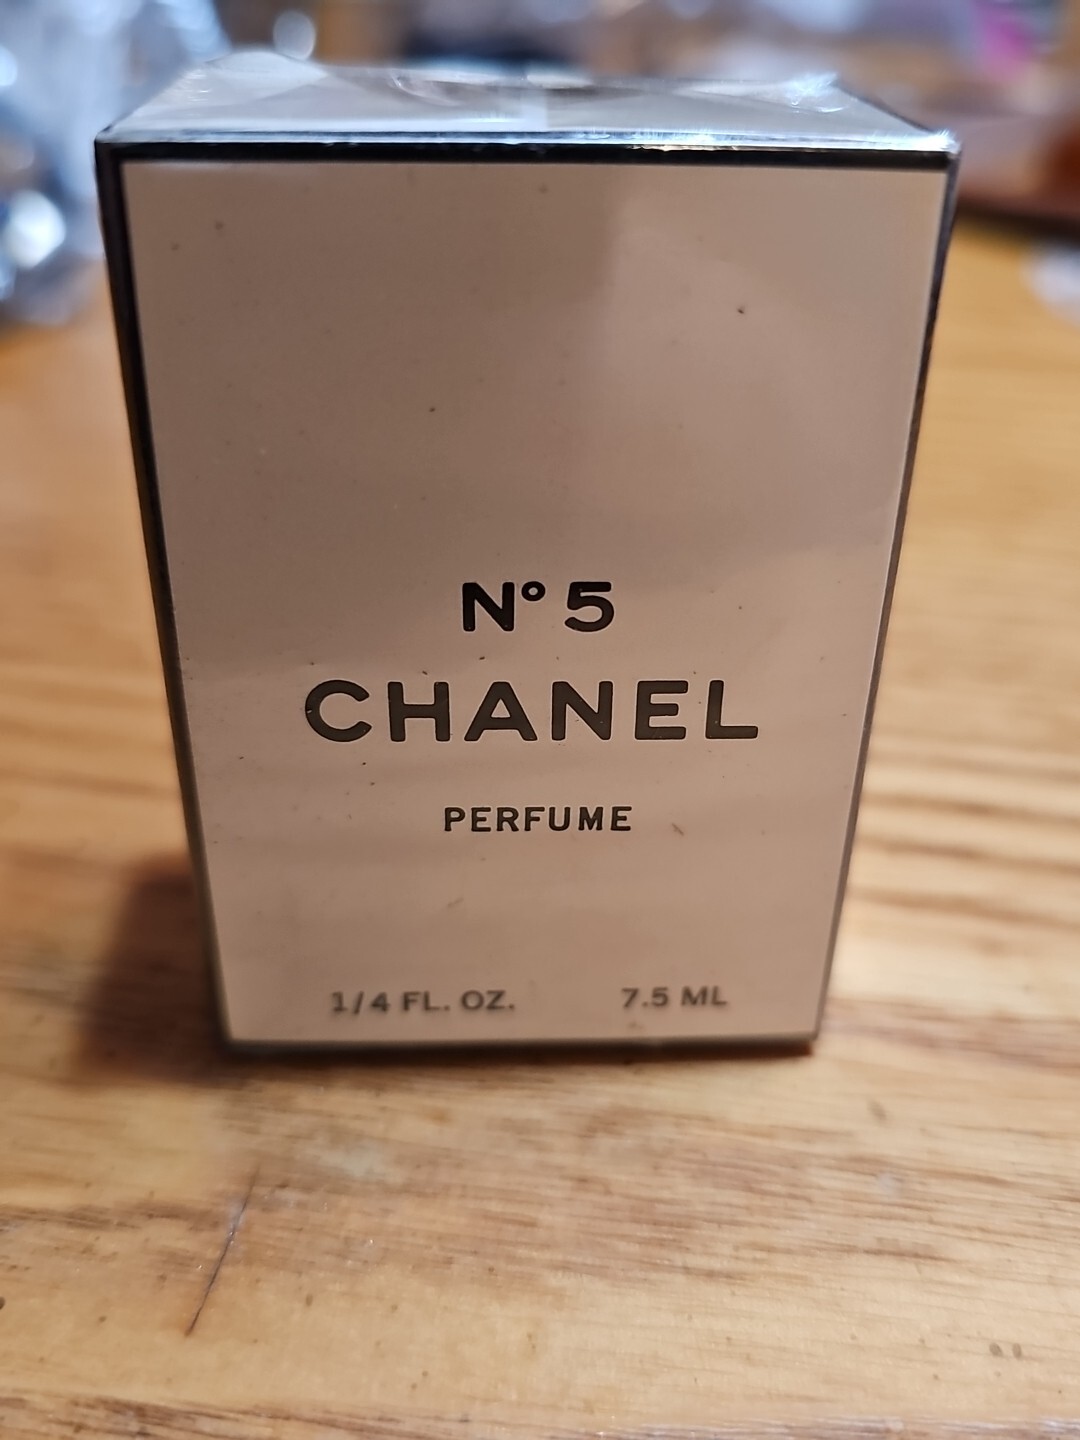 N° 5
CHANEL
PERFUME
1/4 FL. OZ. 7.5 ML